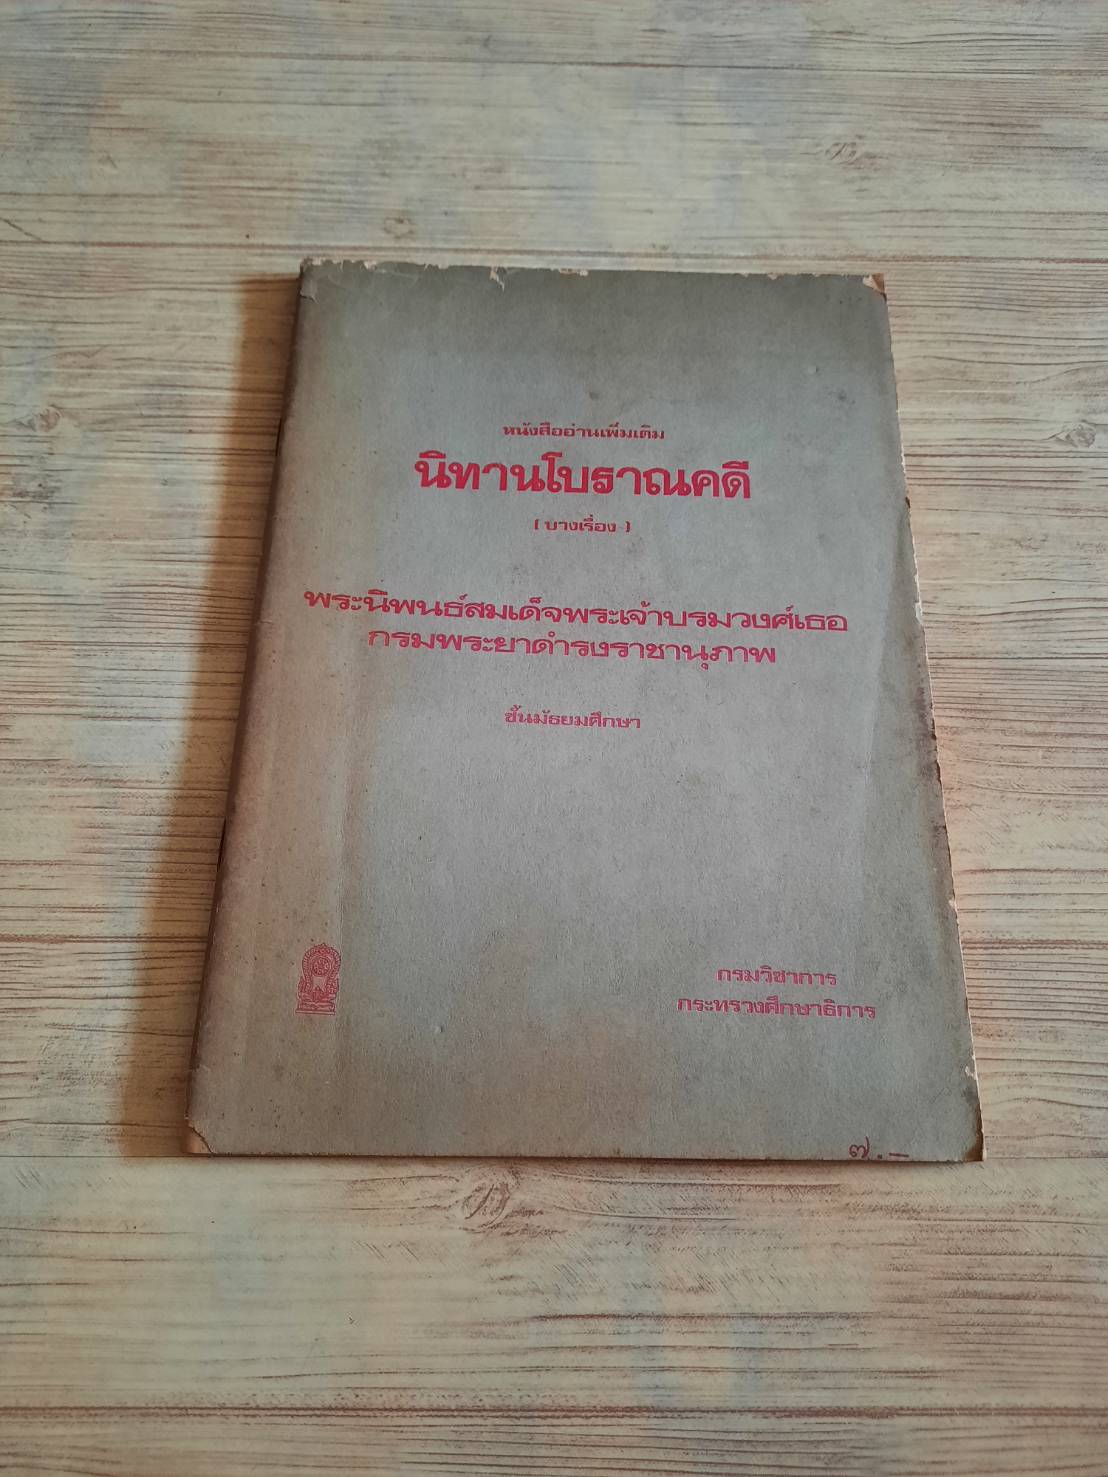 หนังสืออ่านเพิ่มเติม
นิทานโบราณคดี
(บางเรื่อง)
พระนิพนธ์สมเด็จพระเจ้าบรมวงศ์เธอ
กรมพระยาดำรงราชานุภาพ
ชั้นมัธยมศึกษา
กรมวิชาการ
กระทรวงศึกษาธิการ
๗.–